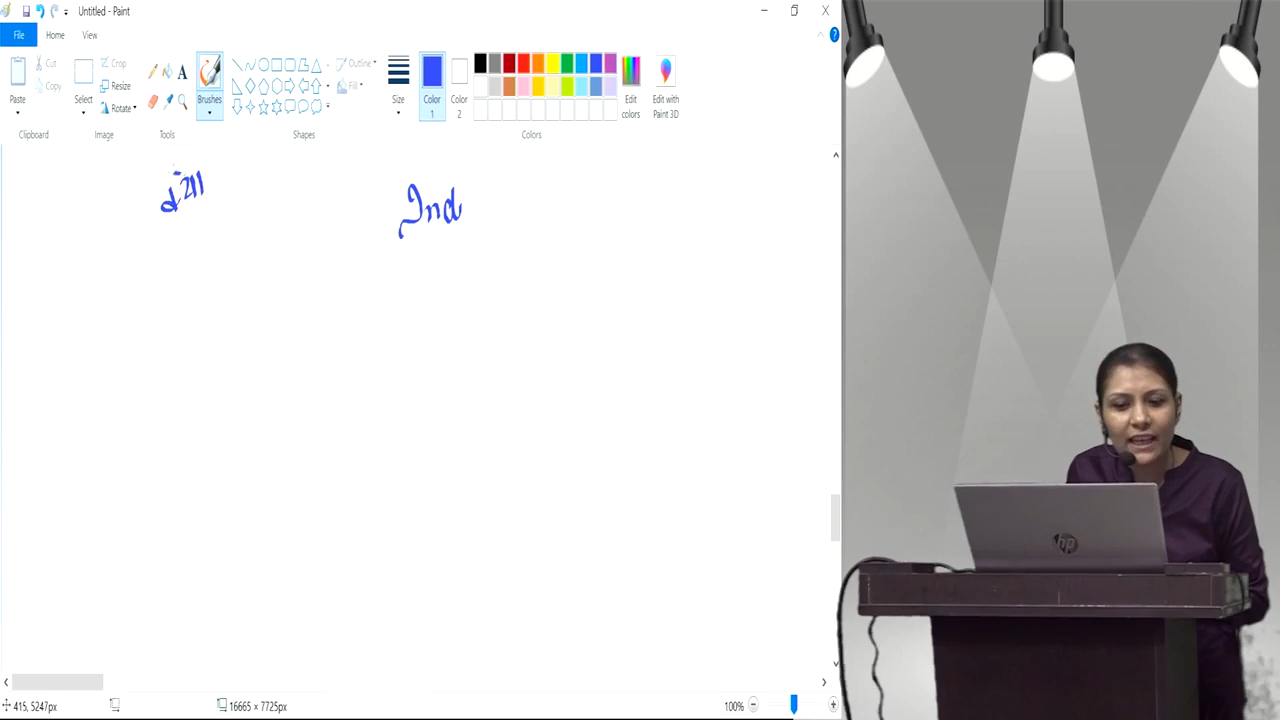 Untitled - Paint
File Home View
Paste
Cut
Copy
Clipboard
Select
Crop
Resize
Rotate
Image
A
Tools
Brushes
Outline
Fill
Shapes
Size
Color 1
Color 2
Edit colors
Edit with Paint 3D
Colors
Ind
hp
415, 5247px
16665 × 7725px
100%